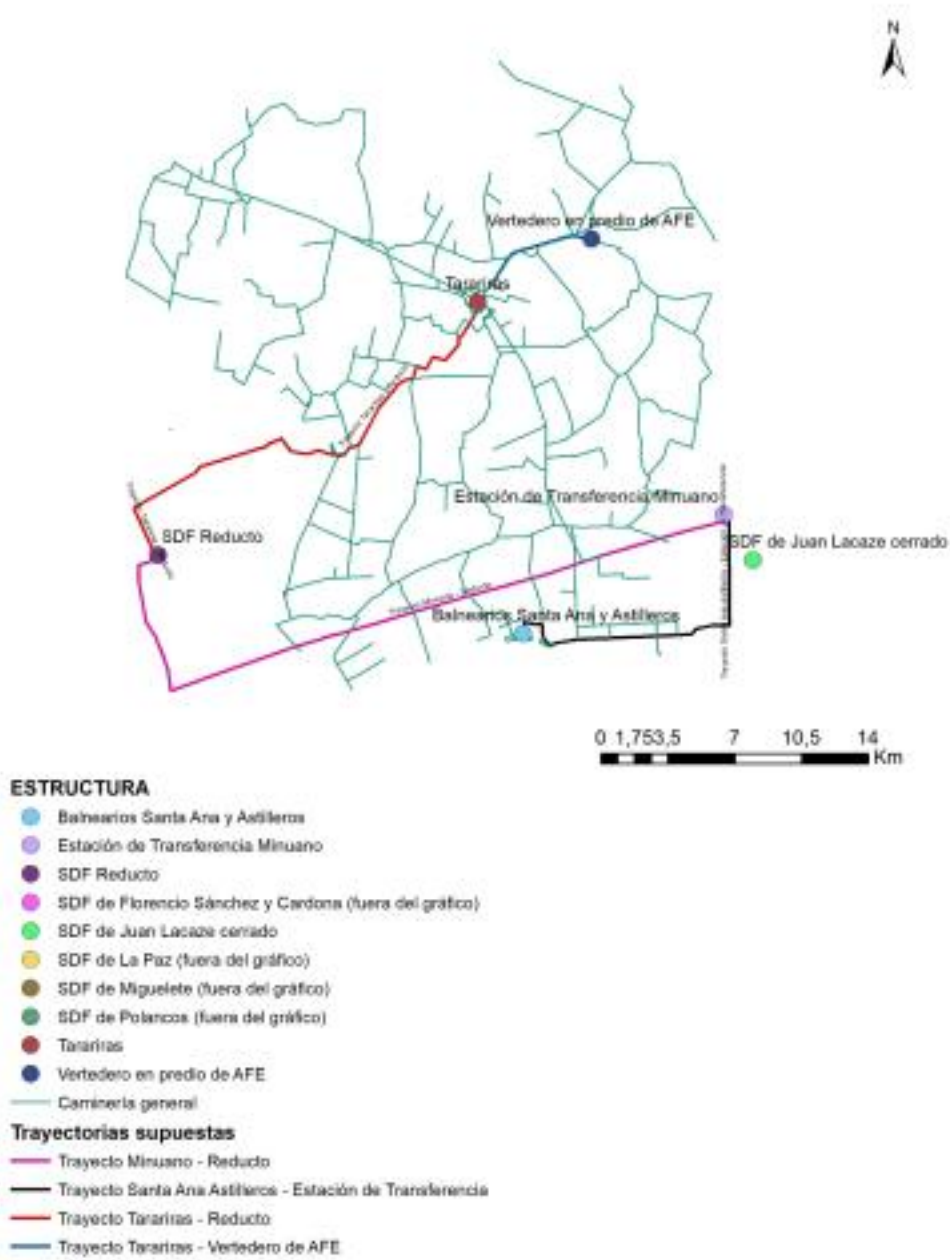 N
Vertedero en predio de AFE
Tarariras
Estación de Transferencia Minuano
SDF Reducto
SDF de Juan Lacaze cerrado
Balnearios Santa Ana y Astilleros
0 1,753,5 7 10,5 14
Km
ESTRUCTURA
Balnearios Santa Ana y Astilleros
Estación de Transferencia Minuano
SDF Reducto
SDF de Florencio Sánchez y Cardona (fuera del gráfico)
SDF de Juan Lacaze cerrado
SDF de La Paz (fuera del gráfico)
SDF de Miguelete (fuera del gráfico)
SDF de Polancos (fuera del gráfico)
Tarariras
Vertedero en predio de AFE
Caminería general
Trayectorias supuestas
Trayecto Minuano - Reducto
Trayecto Santa Ana Astilleros - Estación de Transferencia
Trayecto Tarariras - Reducto
Trayecto Tarariras - Vertedero de AFE